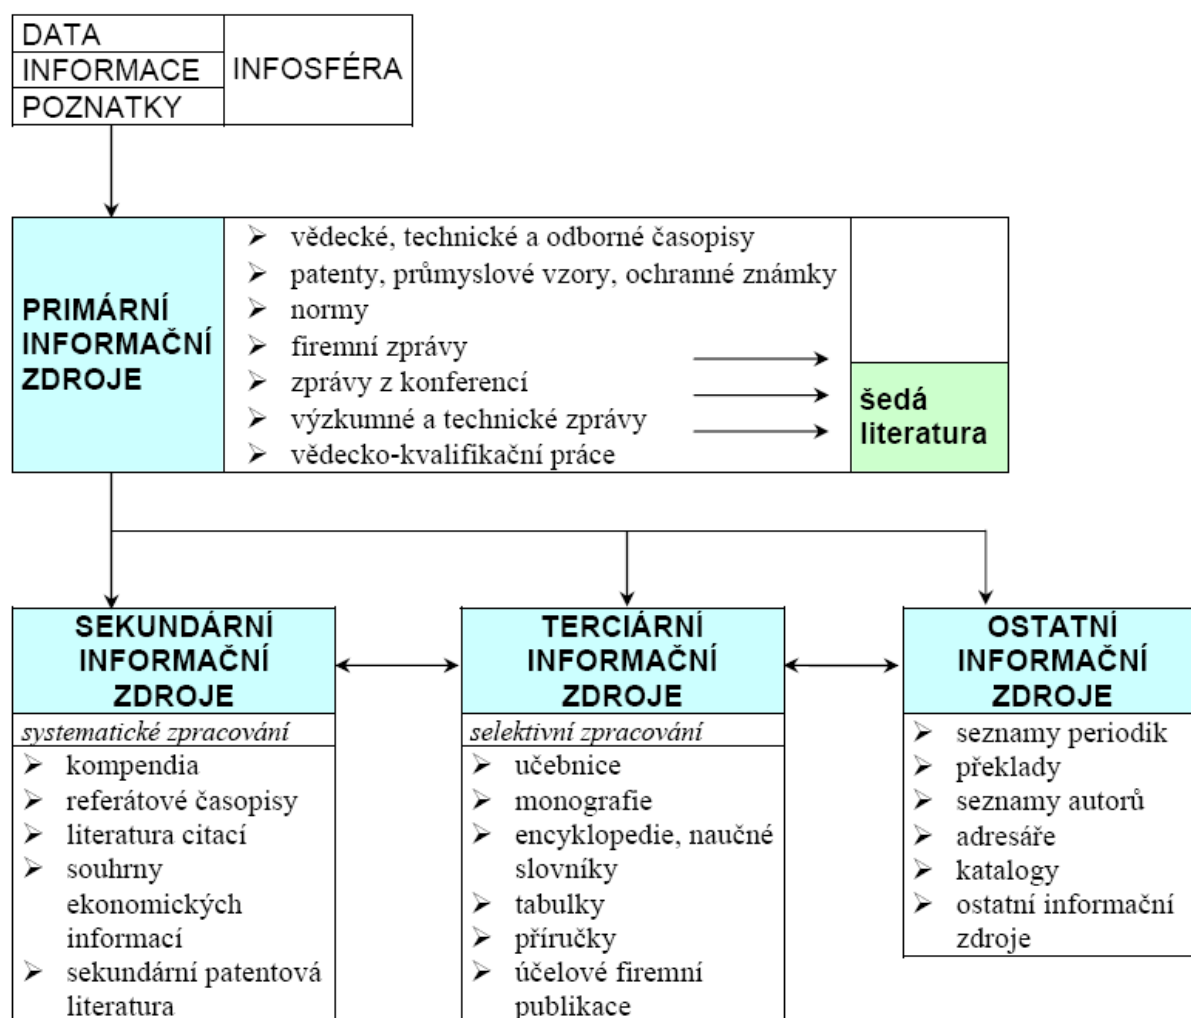 DATA
INFORMACE
POZNATKY
INFOSFÉRA
PRIMÁRNÍ
INFORMAČNÍ
ZDROJE
vědecké, technické a odborné časopisy
patenty, průmyslové vzory, ochranné známky
normy
firemní zprávy
zprávy z konferencí
výzkumné a technické zprávy
vědecko-kvalifikační práce
šedá
literatura
SEKUNDÁRNÍ
INFORMAČNÍ
ZDROJE
systematické zpracování
kompendia
referátové časopisy
literatura citací
souhrny
ekonomických
informací
sekundární patentová
literatura
TERCIÁRNÍ
INFORMAČNÍ
ZDROJE
selektivní zpracování
učebnice
monografie
encyklopedie, naučné
slovníky
tabulky
příručky
účelové firemní
publikace
OSTATNÍ
INFORMAČNÍ
ZDROJE
seznamy periodik
překlady
seznamy autorů
adresáře
katalogy
ostatní informační
zdroje